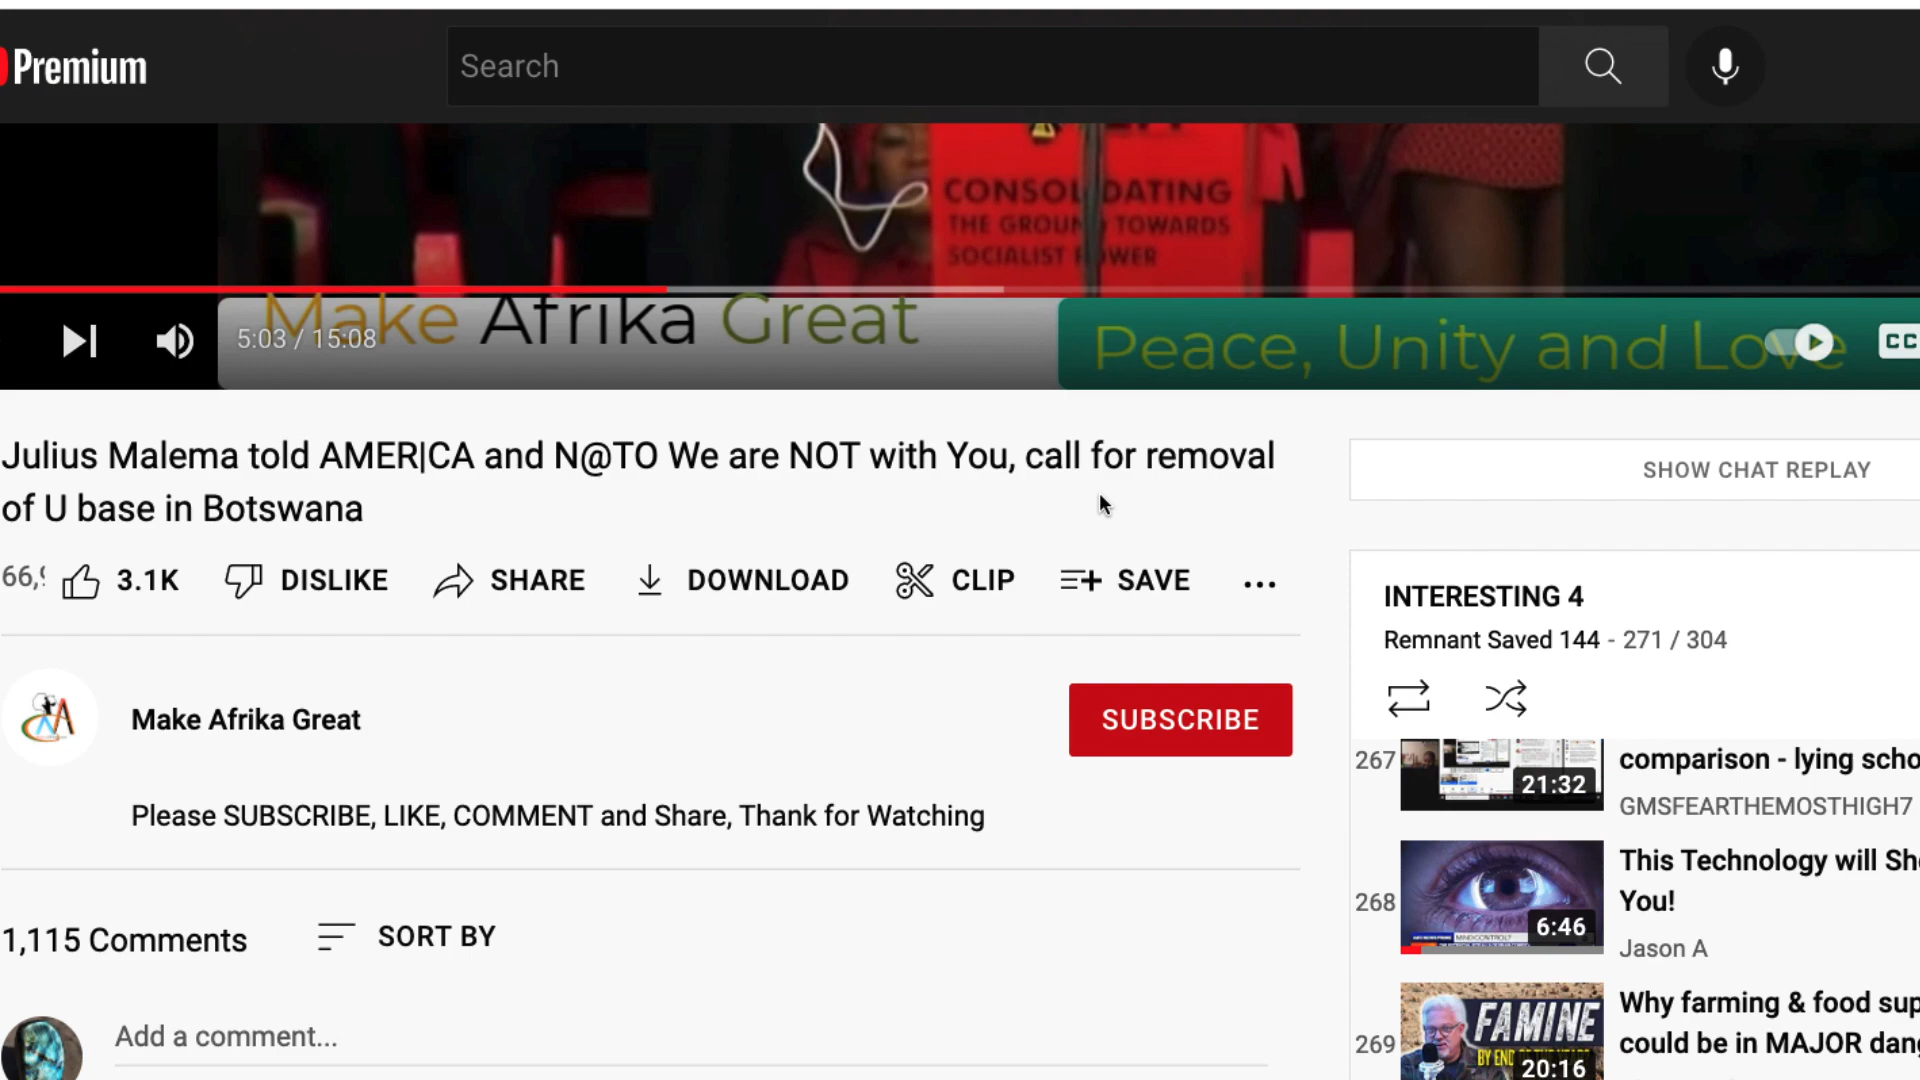 Premium
Search
CONSOLIDATING
THE GROUND TOWARDS
SOCIALIST POWER
Make Afrika Great
5:03 / 15:08
Peace, Unity and Love
CC
Julius Malema told AMER|CA and N@TO We are NOT with You, call for removal
of U base in Botswana
SHOW CHAT REPLAY
3.1K
DISLIKE
SHARE
DOWNLOAD
CLIP
SAVE
INTERESTING 4
Remnant Saved 144 - 271 / 304
Make Afrika Great
SUBSCRIBE
Please SUBSCRIBE, LIKE, COMMENT and Share, Thank for Watching
267
21:32
comparison - lying scho
GMSFEARTHEMOSTHIGH7
268
6:46
This Technology will Sh
You!
Jason A
1,115 Comments
SORT BY
Add a comment...
269
FAMINE
BY END
20:16
Why farming & food sup
could be in MAJOR dan